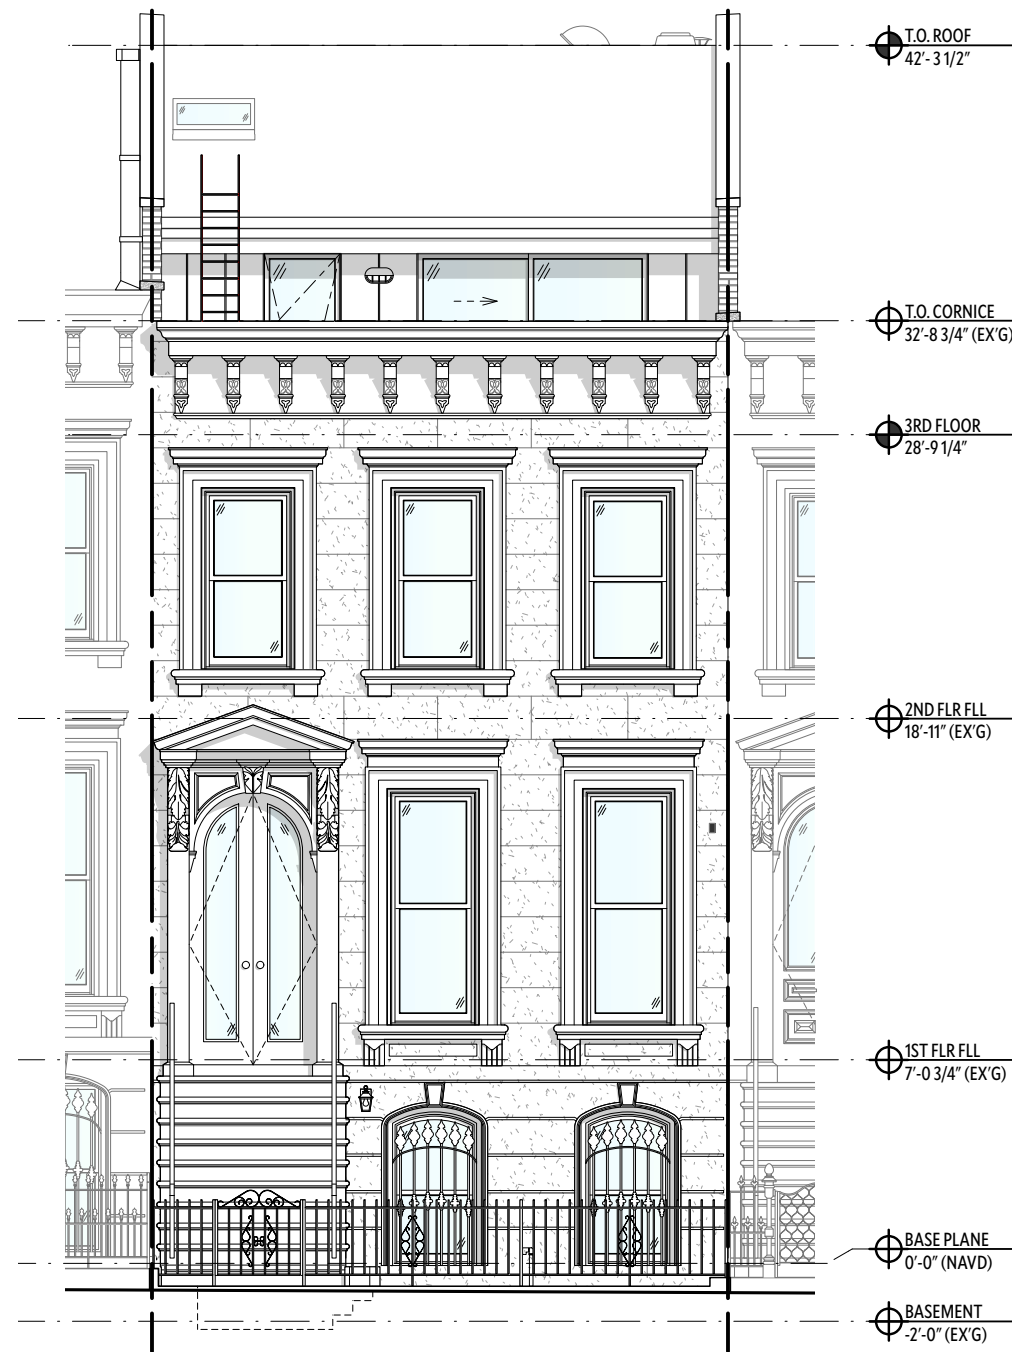 T.O. ROOF
42'-3 1/2"
T.O. CORNICE
32'-8 3/4" (EX'G)
3RD FLOOR
28'-9 1/4"
2ND FLR FLL
18'-11" (EX'G)
1ST FLR FLL
7'-0 3/4" (EX'G)
BASE PLANE
0'-0" (NAVD)
BASEMENT
-2'-0" (EX'G)